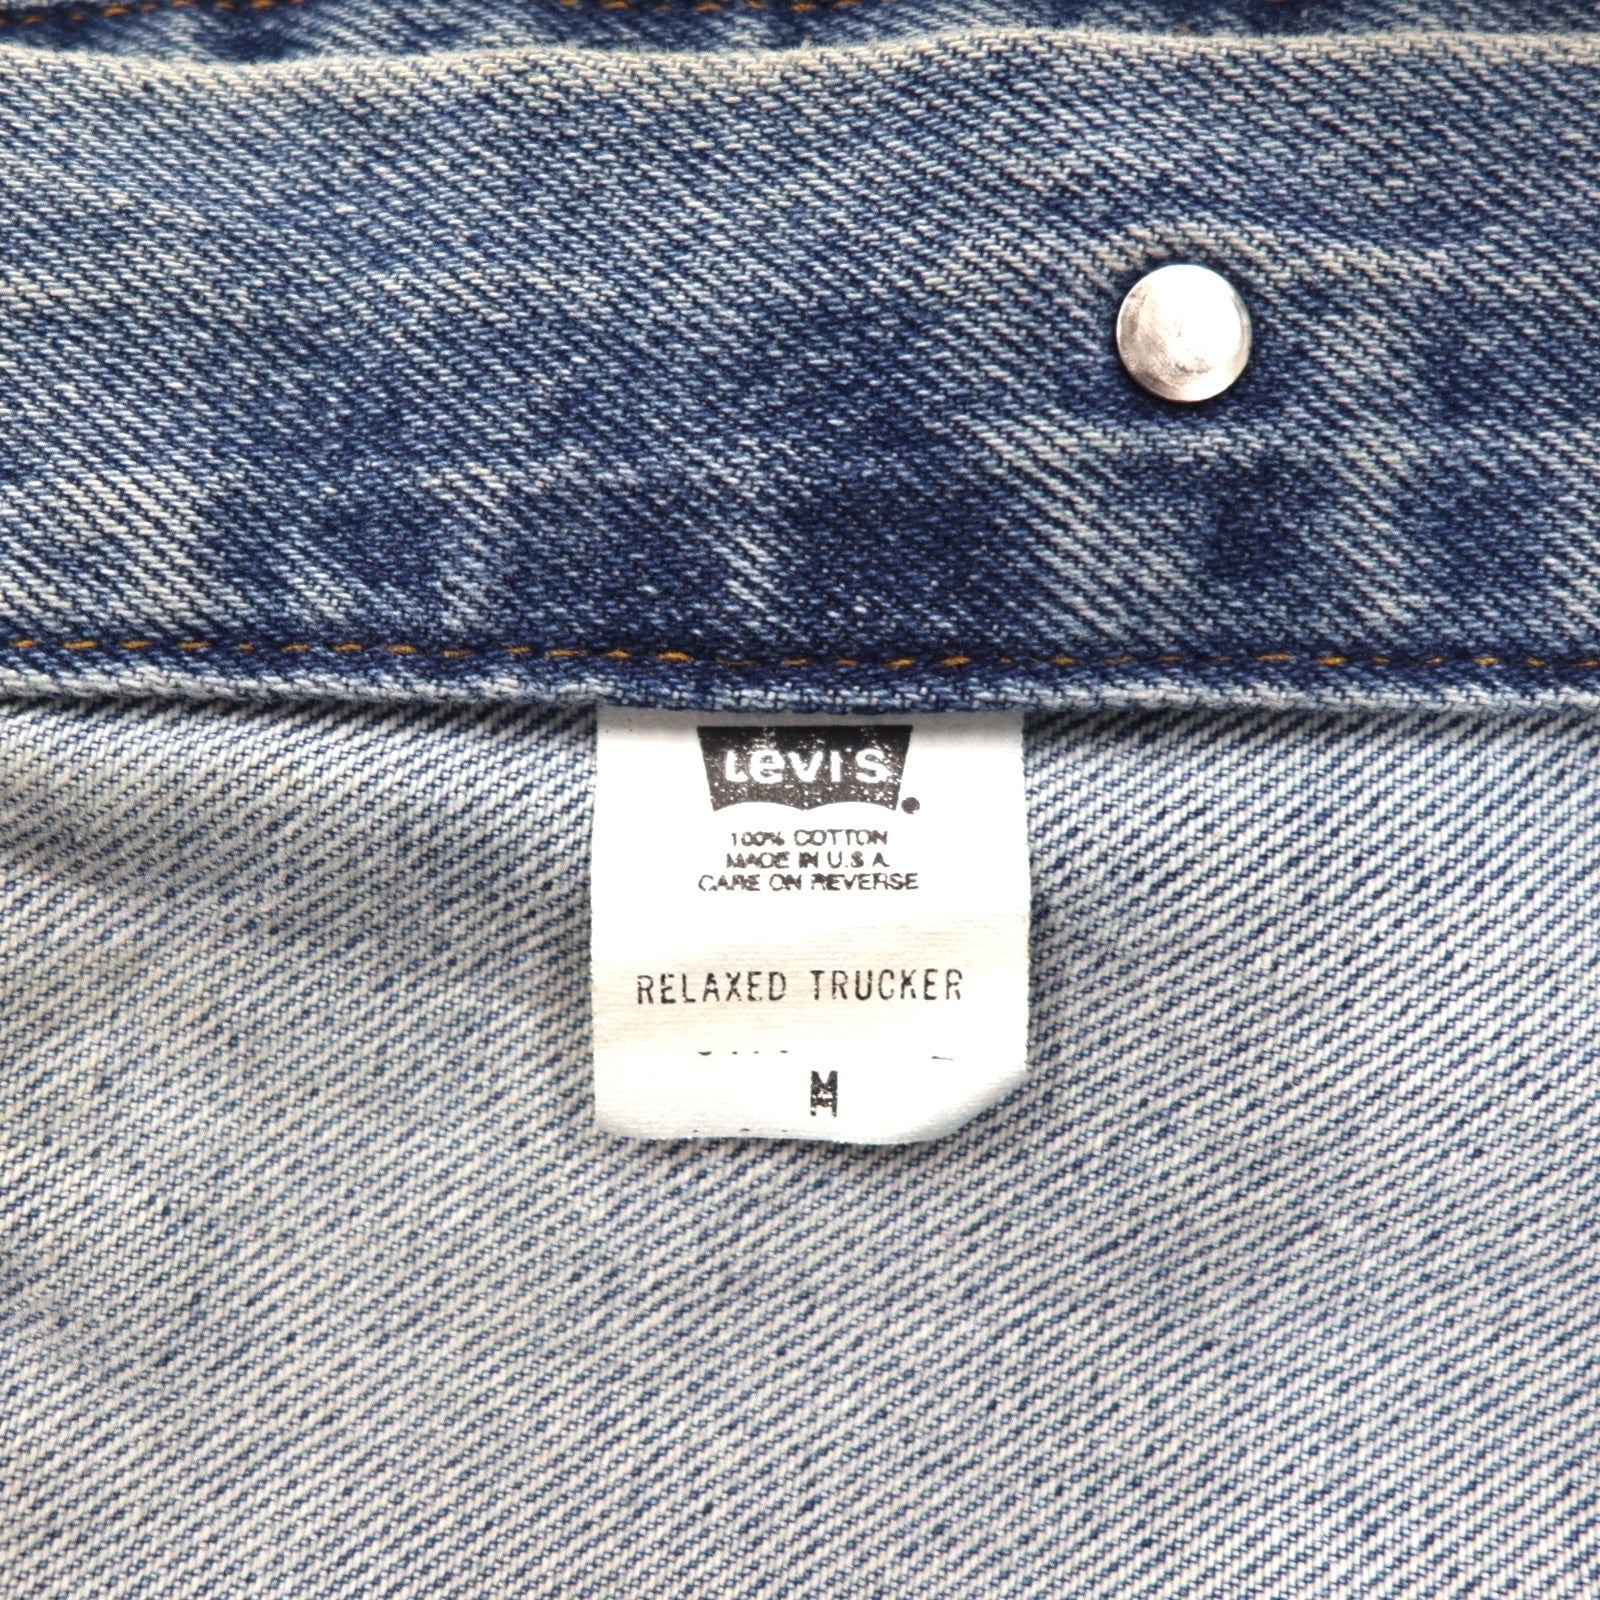 Levi's
100% COTTON
MADE IN U.S.A.
CARE ON REVERSE
RELAXED TRUCKER
M